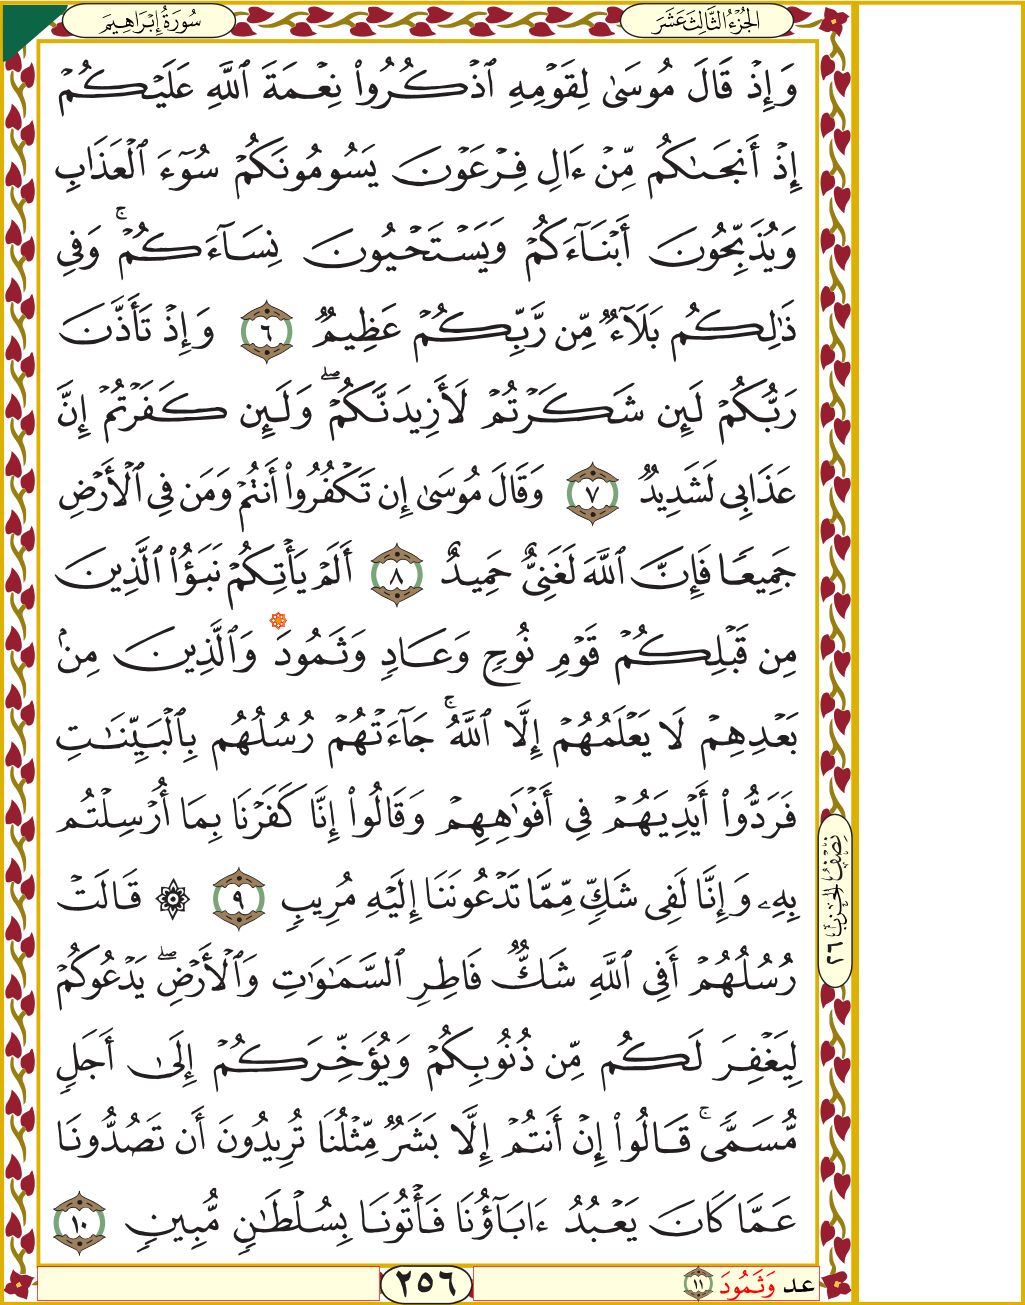 الجُزْءُ الثَّالِثَ عَشَرَ
سُورَةُ إِبْرَاهِيمَ
وَإِذْ قَالَ مُوسَىٰ لِقَوْمِهِ ٱذْكُرُوا۟ نِعْمَةَ ٱللَّهِ عَلَيْكُمْ
إِذْ أَنجَىٰكُم مِّنْ ءَالِ فِرْعَوْنَ يَسُومُونَكُمْ سُوٓءَ ٱلْعَذَابِ
وَيُذَبِّحُونَ أَبْنَآءَكُمْ وَيَسْتَحْيُونَ نِسَآءَكُمْ ۚ وَفِى
ذَٰلِكُم بَلَآءٌ مِّن رَّبِّكُمْ عَظِيمٌ ٦ وَإِذْ تَأَذَّنَ
رَبُّكُمْ لَئِن شَكَرْتُمْ لَأَزِيدَنَّكُمْ ۖ وَلَئِن كَفَرْتُمْ إِنَّ
عَذَابِى لَشَدِيدٌ ٧ وَقَالَ مُوسَىٰٓ إِن تَكْفُرُوٓا۟ أَنتُمْ وَمَن فِى ٱلْأَرْضِ
جَمِيعًا فَإِنَّ ٱللَّهَ لَغَنِىٌّ حَمِيدٌ ٨ أَلَمْ يَأْتِكُمْ نَبَؤُا۟ ٱلَّذِينَ
مِن قَبْلِكُمْ قَوْمِ نُوحٍ وَعَادٍ وَثَمُودَ وَٱلَّذِينَ مِنۢ
بَعْدِهِمْ لَا يَعْلَمُهُمْ إِلَّا ٱللَّهُ ۚ جَآءَتْهُمْ رُسُلُهُم بِٱلْبَيِّنَـٰتِ
فَرَدُّوٓا۟ أَيْدِيَهُمْ فِىٓ أَفْوَٰهِهِمْ وَقَالُوٓا۟ إِنَّا كَفَرْنَا بِمَآ أُرْسِلْتُم
بِهِۦ وَإِنَّا لَفِى شَكٍّ مِّمَّا تَدْعُونَنَآ إِلَيْهِ مُرِيبٍ ٩ ۞ قَالَتْ
رُسُلُهُمْ أَفِى ٱللَّهِ شَكٌّ فَاطِرِ ٱلسَّمَـٰوَٰتِ وَٱلْأَرْضِ ۖ يَدْعُوكُمْ
لِيَغْفِرَ لَكُم مِّن ذُنُوبِكُمْ وَيُؤَخِّرَكُمْ إِلَىٰٓ أَجَلٍ
مُّسَمًّى ۚ قَالُوٓا۟ إِنْ أَنتُمْ إِلَّا بَشَرٌ مِّثْلُنَا تُرِيدُونَ أَن تَصُدُّونَا
عَمَّا كَانَ يَعْبُدُ ءَابَآؤُنَا فَأْتُونَا بِسُلْطَـٰنٍ مُّبِينٍ ١٠
نِصْفُ الْحِزْبِ ٢٦
عد وَثَمُودَ ١١
٢٥٦